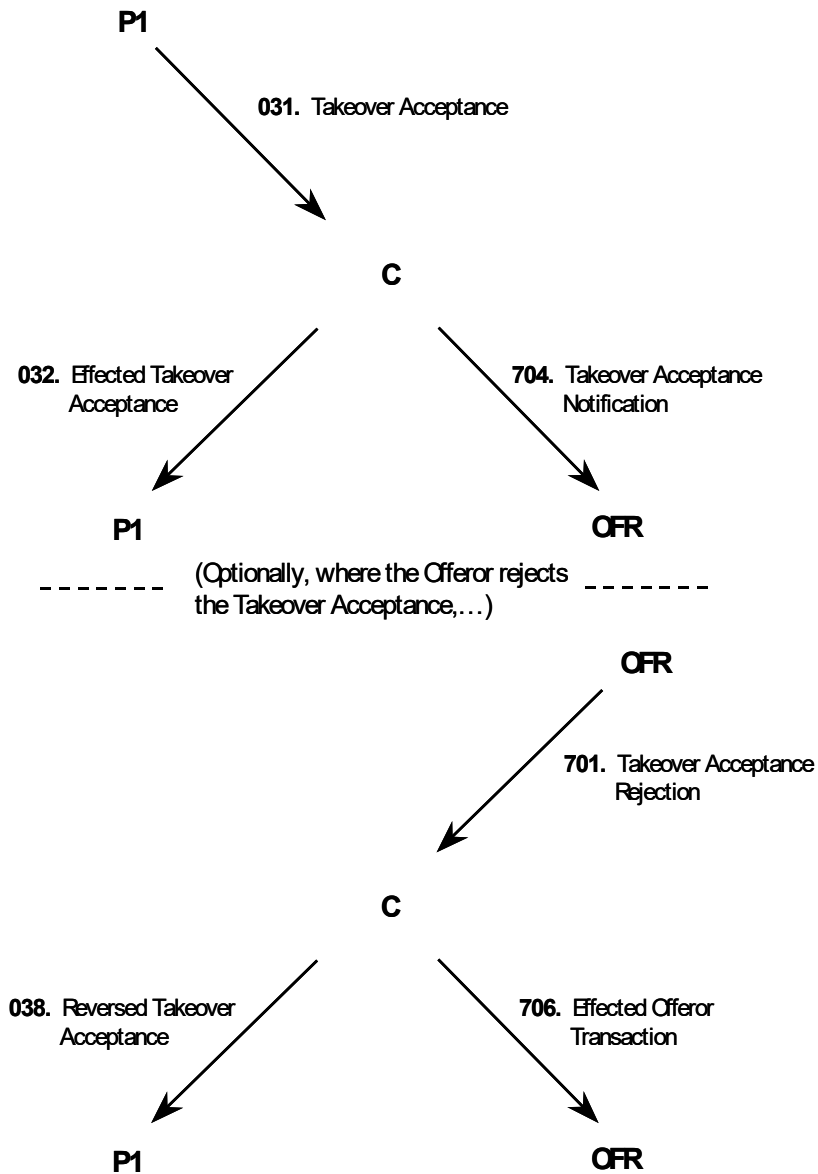 P1
031. Takeover Acceptance
C
032. Effected Takeover
Acceptance
704. Takeover Acceptance
Notification
P1
OFR
(Optionally, where the Offeror rejects
the Takeover Acceptance,…)
OFR
701. Takeover Acceptance
Rejection
C
038. Reversed Takeover
Acceptance
706. Effected Offeror
Transaction
P1
OFR